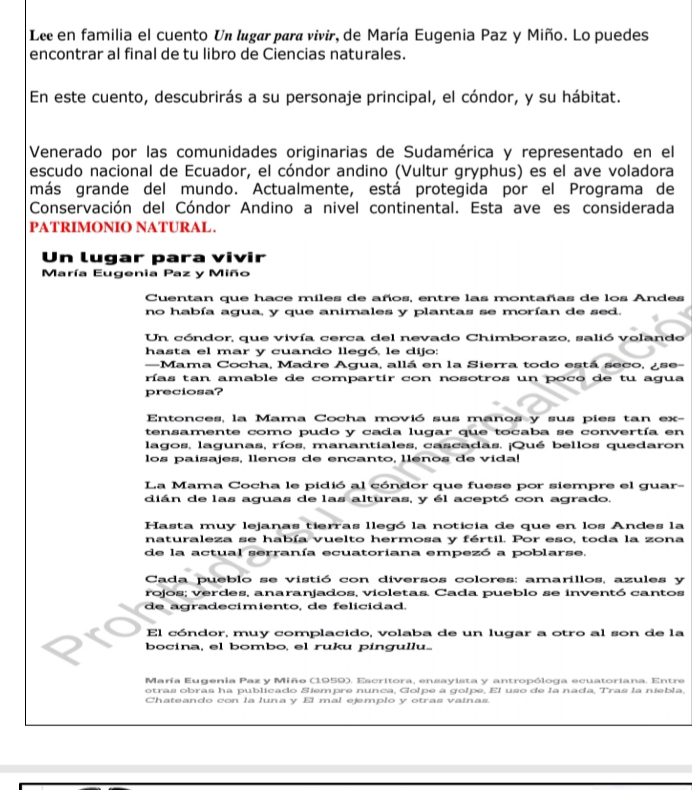 Lee en familia el cuento Un lugar para vivir, de María Eugenia Paz y Miño. Lo puedes
encontrar al final de tu libro de Ciencias naturales.
En este cuento, descubrirás a su personaje principal, el cóndor, y su hábitat.
Venerado por las comunidades originarias de Sudamérica y representado en el
escudo nacional de Ecuador, el cóndor andino (Vultur gryphus) es el ave voladora
más grande del mundo. Actualmente, está protegida por el Programa de
Conservación del Cóndor Andino a nivel continental. Esta ave es considerada
PATRIMONIO NATURAL.
Un lugar para vivir
María Eugenia Paz y Miño
Cuentan que hace miles de años, entre las montañas de los Andes
no había agua, y que animales y plantas se morían de sed.
Un cóndor, que vivía cerca del nevado Chimborazo, salió volando
hasta el mar y cuando llegó, le dijo:
—Mama Cocha, Madre Agua, allá en la Sierra todo está seco, ¿se-
rías tan amable de compartir con nosotros un poco de tu agua
preciosa?
Entonces, la Mama Cocha movió sus manos y sus pies tan ex-
tensamente como pudo y cada lugar que tocaba se convertía en
lagos, lagunas, ríos, manantiales, cascadas. ¡Qué bellos quedaron
los paisajes, llenos de encanto, llenos de vida!
La Mama Cocha le pidió al cóndor que fuese por siempre el guar-
dián de las aguas de las alturas, y él aceptó con agrado.
Hasta muy lejanas tierras llegó la noticia de que en los Andes la
naturaleza se había vuelto hermosa y fértil. Por eso, toda la zona
de la actual serranía ecuatoriana empezó a poblarse.
Cada pueblo se vistió con diversos colores: amarillos, azules y
rojos; verdes, anaranjados, violetas. Cada pueblo se inventó cantos
de agradecimiento, de felicidad.
El cóndor, muy complacido, volaba de un lugar a otro al son de la
bocina, el bombo, el ruku pingullu...
María Eugenia Paz y Miño (1959). Escritora, ensayista y antropóloga ecuatoriana. Entre
otras obras ha publicado Siempre nunca, Golpe a golpe, El uso de la nada, Tras la niebla,
Chateando con la luna y El mal ejemplo y otras vainas.
Prohibida su comercialización